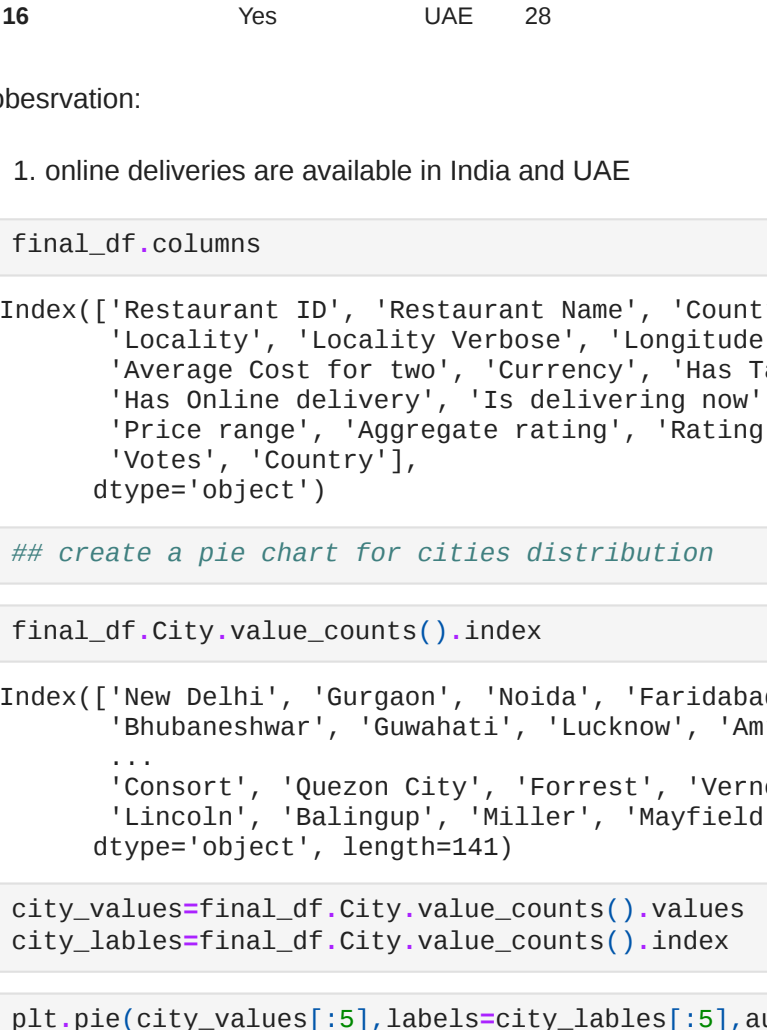 16 Yes UAE 28
obesrvation:
1. online deliveries are available in India and UAE
final_df.columns
Index(['Restaurant ID', 'Restaurant Name', 'Count
'Locality', 'Locality Verbose', 'Longitude
'Average Cost for two', 'Currency', 'Has Ta
'Has Online delivery', 'Is delivering now'
'Price range', 'Aggregate rating', 'Rating
'Votes', 'Country'],
dtype='object')
## create a pie chart for cities distribution
final_df.City.value_counts().index
Index(['New Delhi', 'Gurgaon', 'Noida', 'Faridabad
'Bhubaneshwar', 'Guwahati', 'Lucknow', 'Am
...
'Consort', 'Quezon City', 'Forrest', 'Verno
'Lincoln', 'Balingup', 'Miller', 'Mayfield
dtype='object', length=141)
city_values=final_df.City.value_counts().values
city_lables=final_df.City.value_counts().index
plt.pie(city_values[:5],labels=city_lables[:5],au